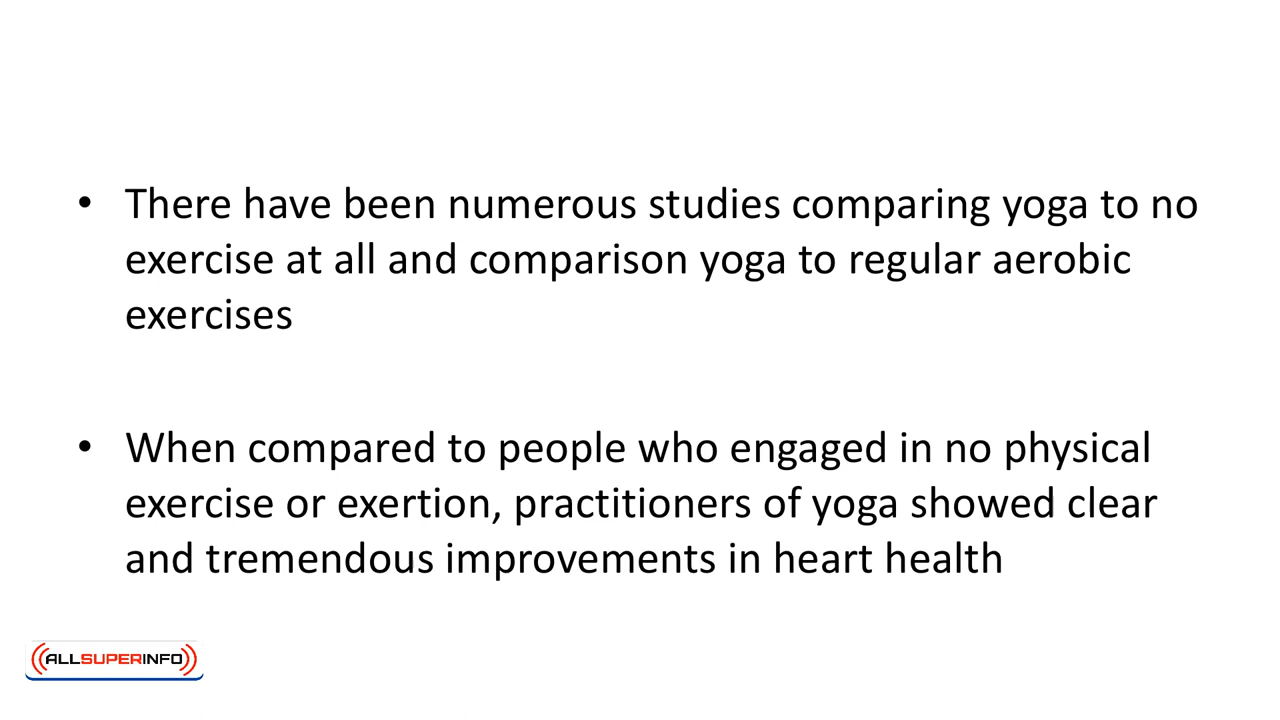 • There have been numerous studies comparing yoga to no
exercise at all and comparison yoga to regular aerobic
exercises
• When compared to people who engaged in no physical
exercise or exertion, practitioners of yoga showed clear
and tremendous improvements in heart health
ALLSUPERINFO